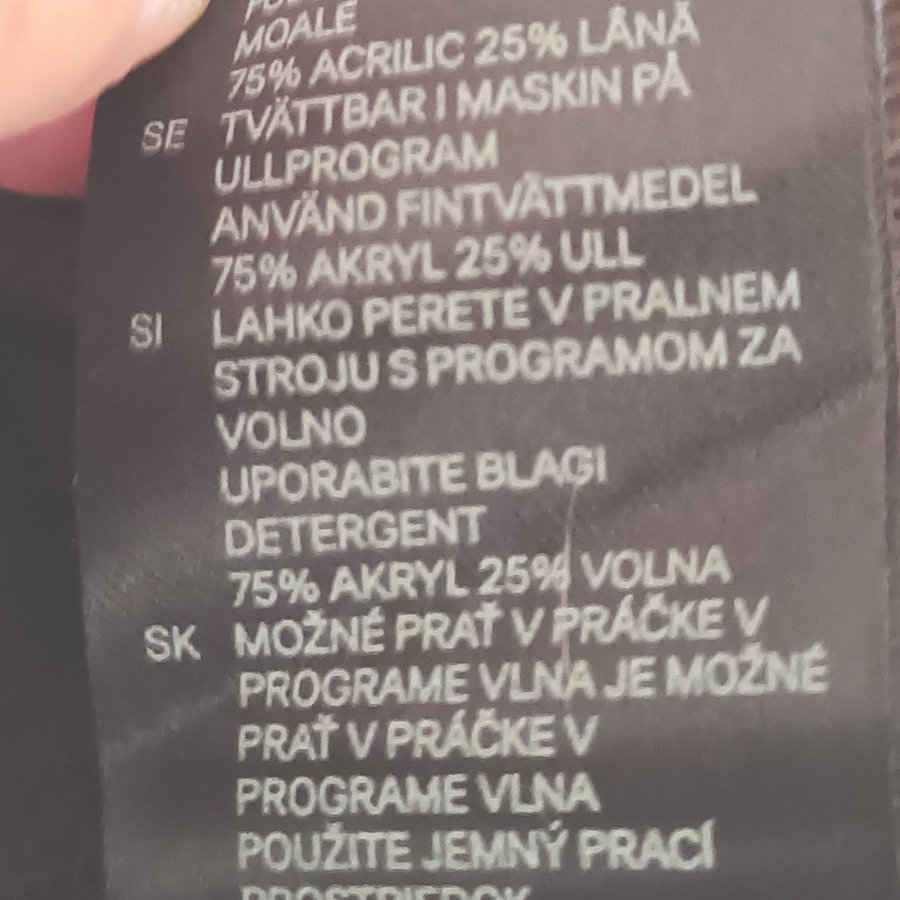 MOALE
75% ACRILIC 25% LÂNĂ
SE TVÄTTBAR I MASKIN PÅ
ULLPROGRAM
ANVÄND FINTVÄTTMEDEL
75% AKRYL 25% ULL
SI LAHKO PERETE V PRALNEM
STROJU S PROGRAMOM ZA
VOLNO
UPORABITE BLAGI
DETERGENT
75% AKRYL 25% VOLNA
SK MOŽNÉ PRAŤ V PRÁČKE V
PROGRAME VLNA JE MOŽNÉ
PRAŤ V PRÁČKE V
PROGRAME VLNA
POUŽITE JEMNÝ PRACÍ
PROSTRIEDOK